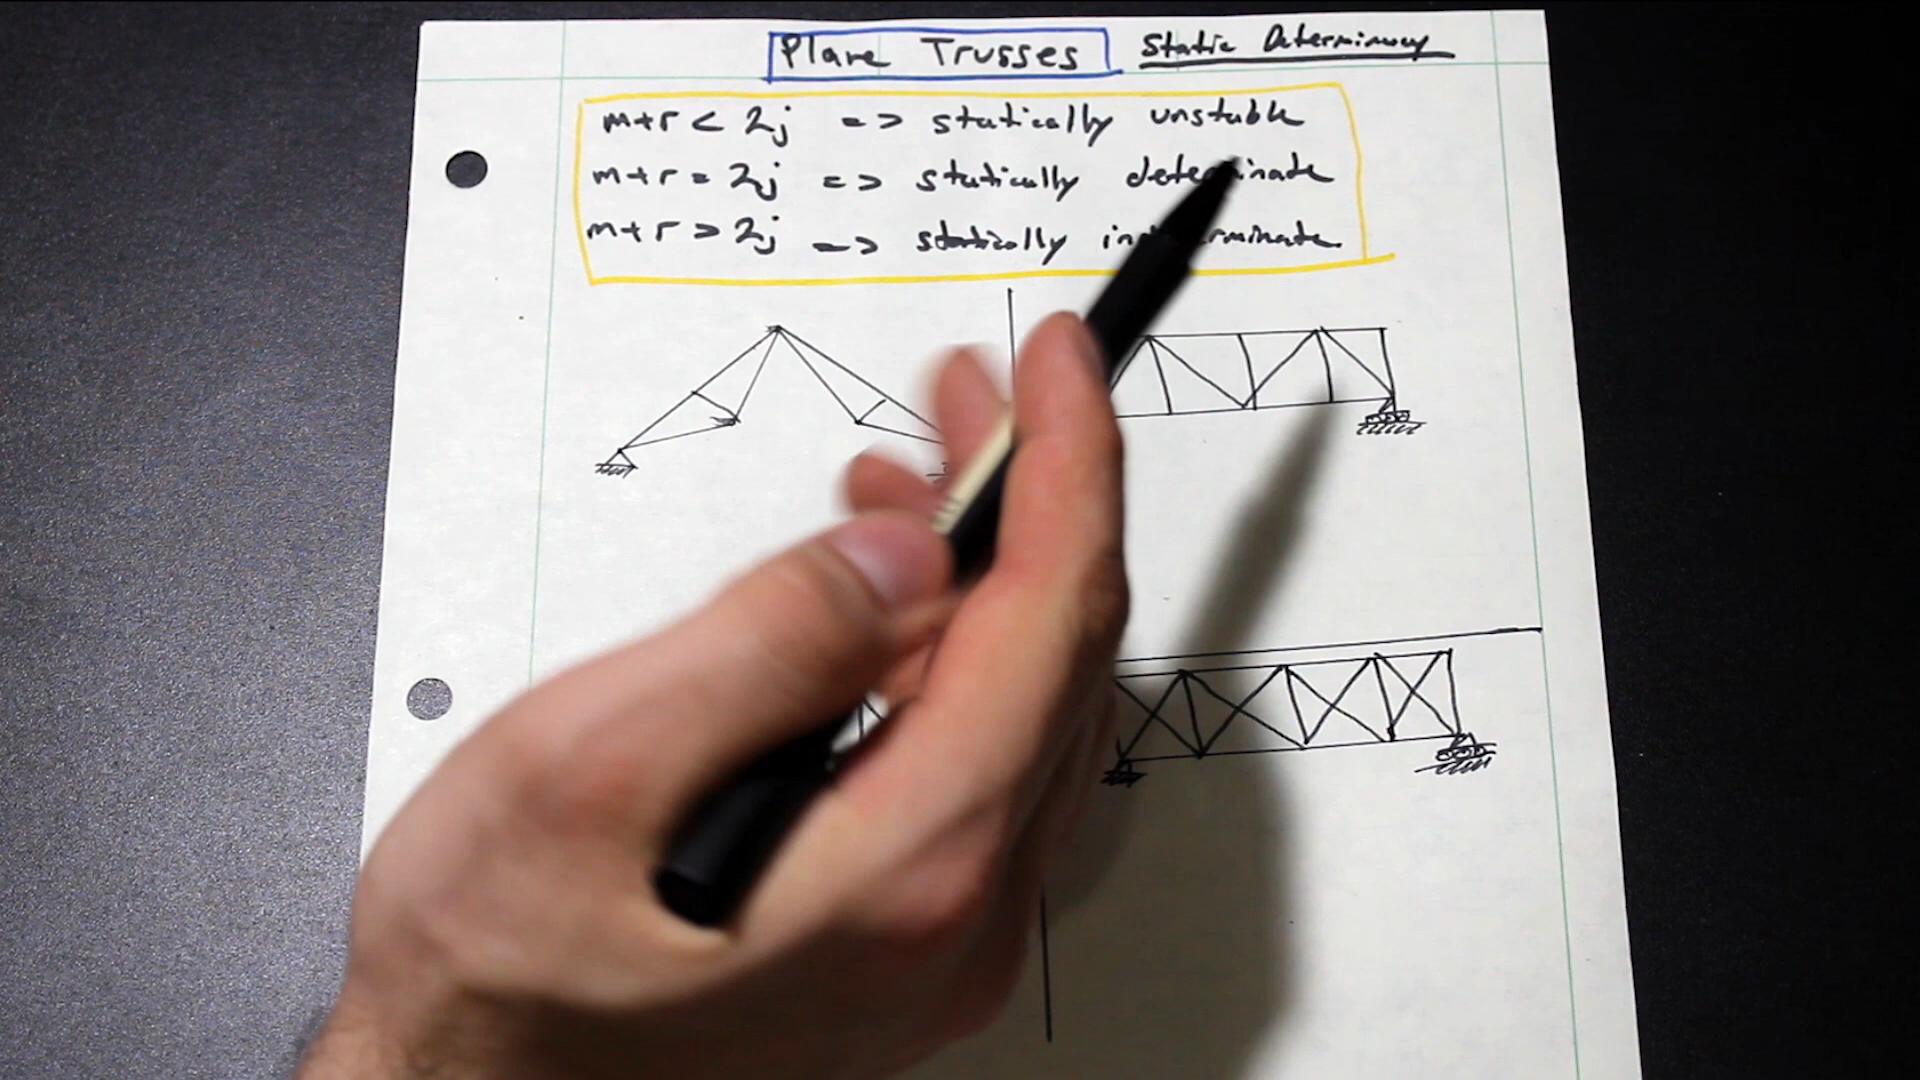 Plane Trusses Static Determinacy
m+r < 2j => statically unstable
m+r = 2j => statically determinate
m+r > 2j => statically indeterminate